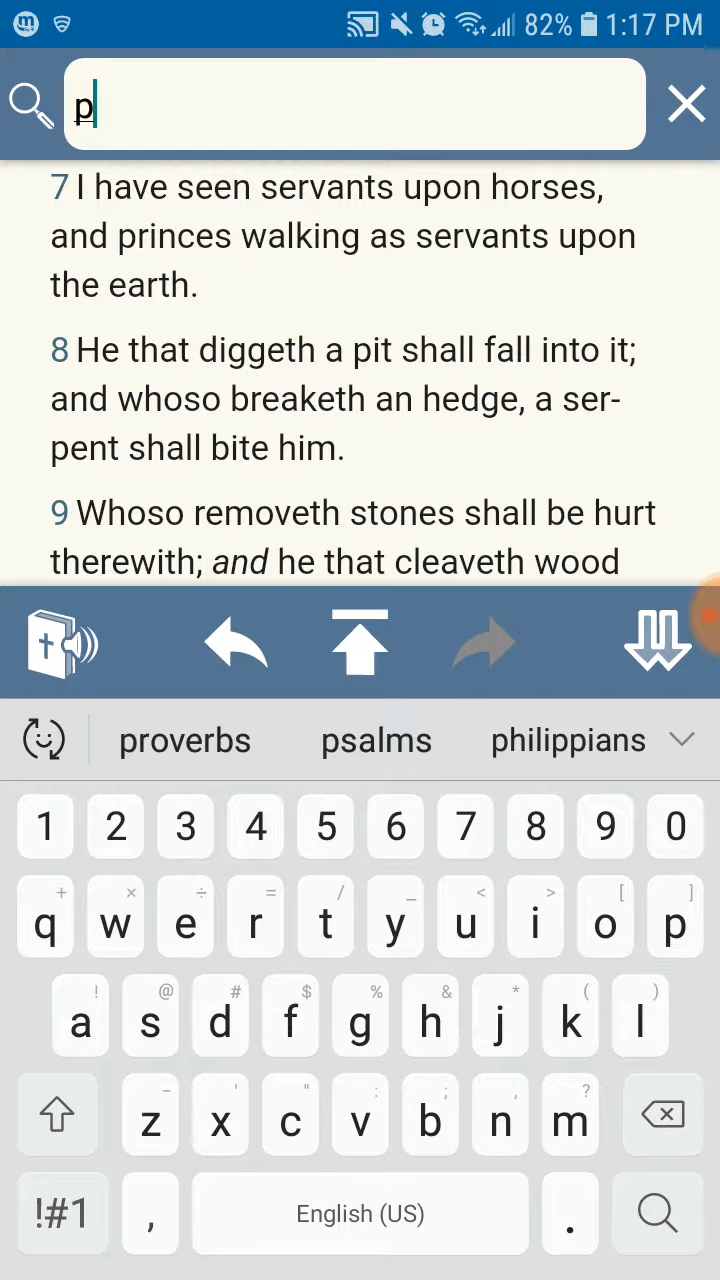 82% 1:17 PM
p
7 I have seen servants upon horses,
and princes walking as servants upon
the earth.
8 He that diggeth a pit shall fall into it;
and whoso breaketh an hedge, a ser-
pent shall bite him.
9 Whoso removeth stones shall be hurt
therewith; and he that cleaveth wood
proverbs psalms philippians
1 2 3 4 5 6 7 8 9 0
+ × ÷ = / _ < > [ ]
q w e r t y u i o p
! @ # $ % & * ( )
a s d f g h j k l
- ' " : ; , ?
z x c v b n m
!#1 , English (US) .